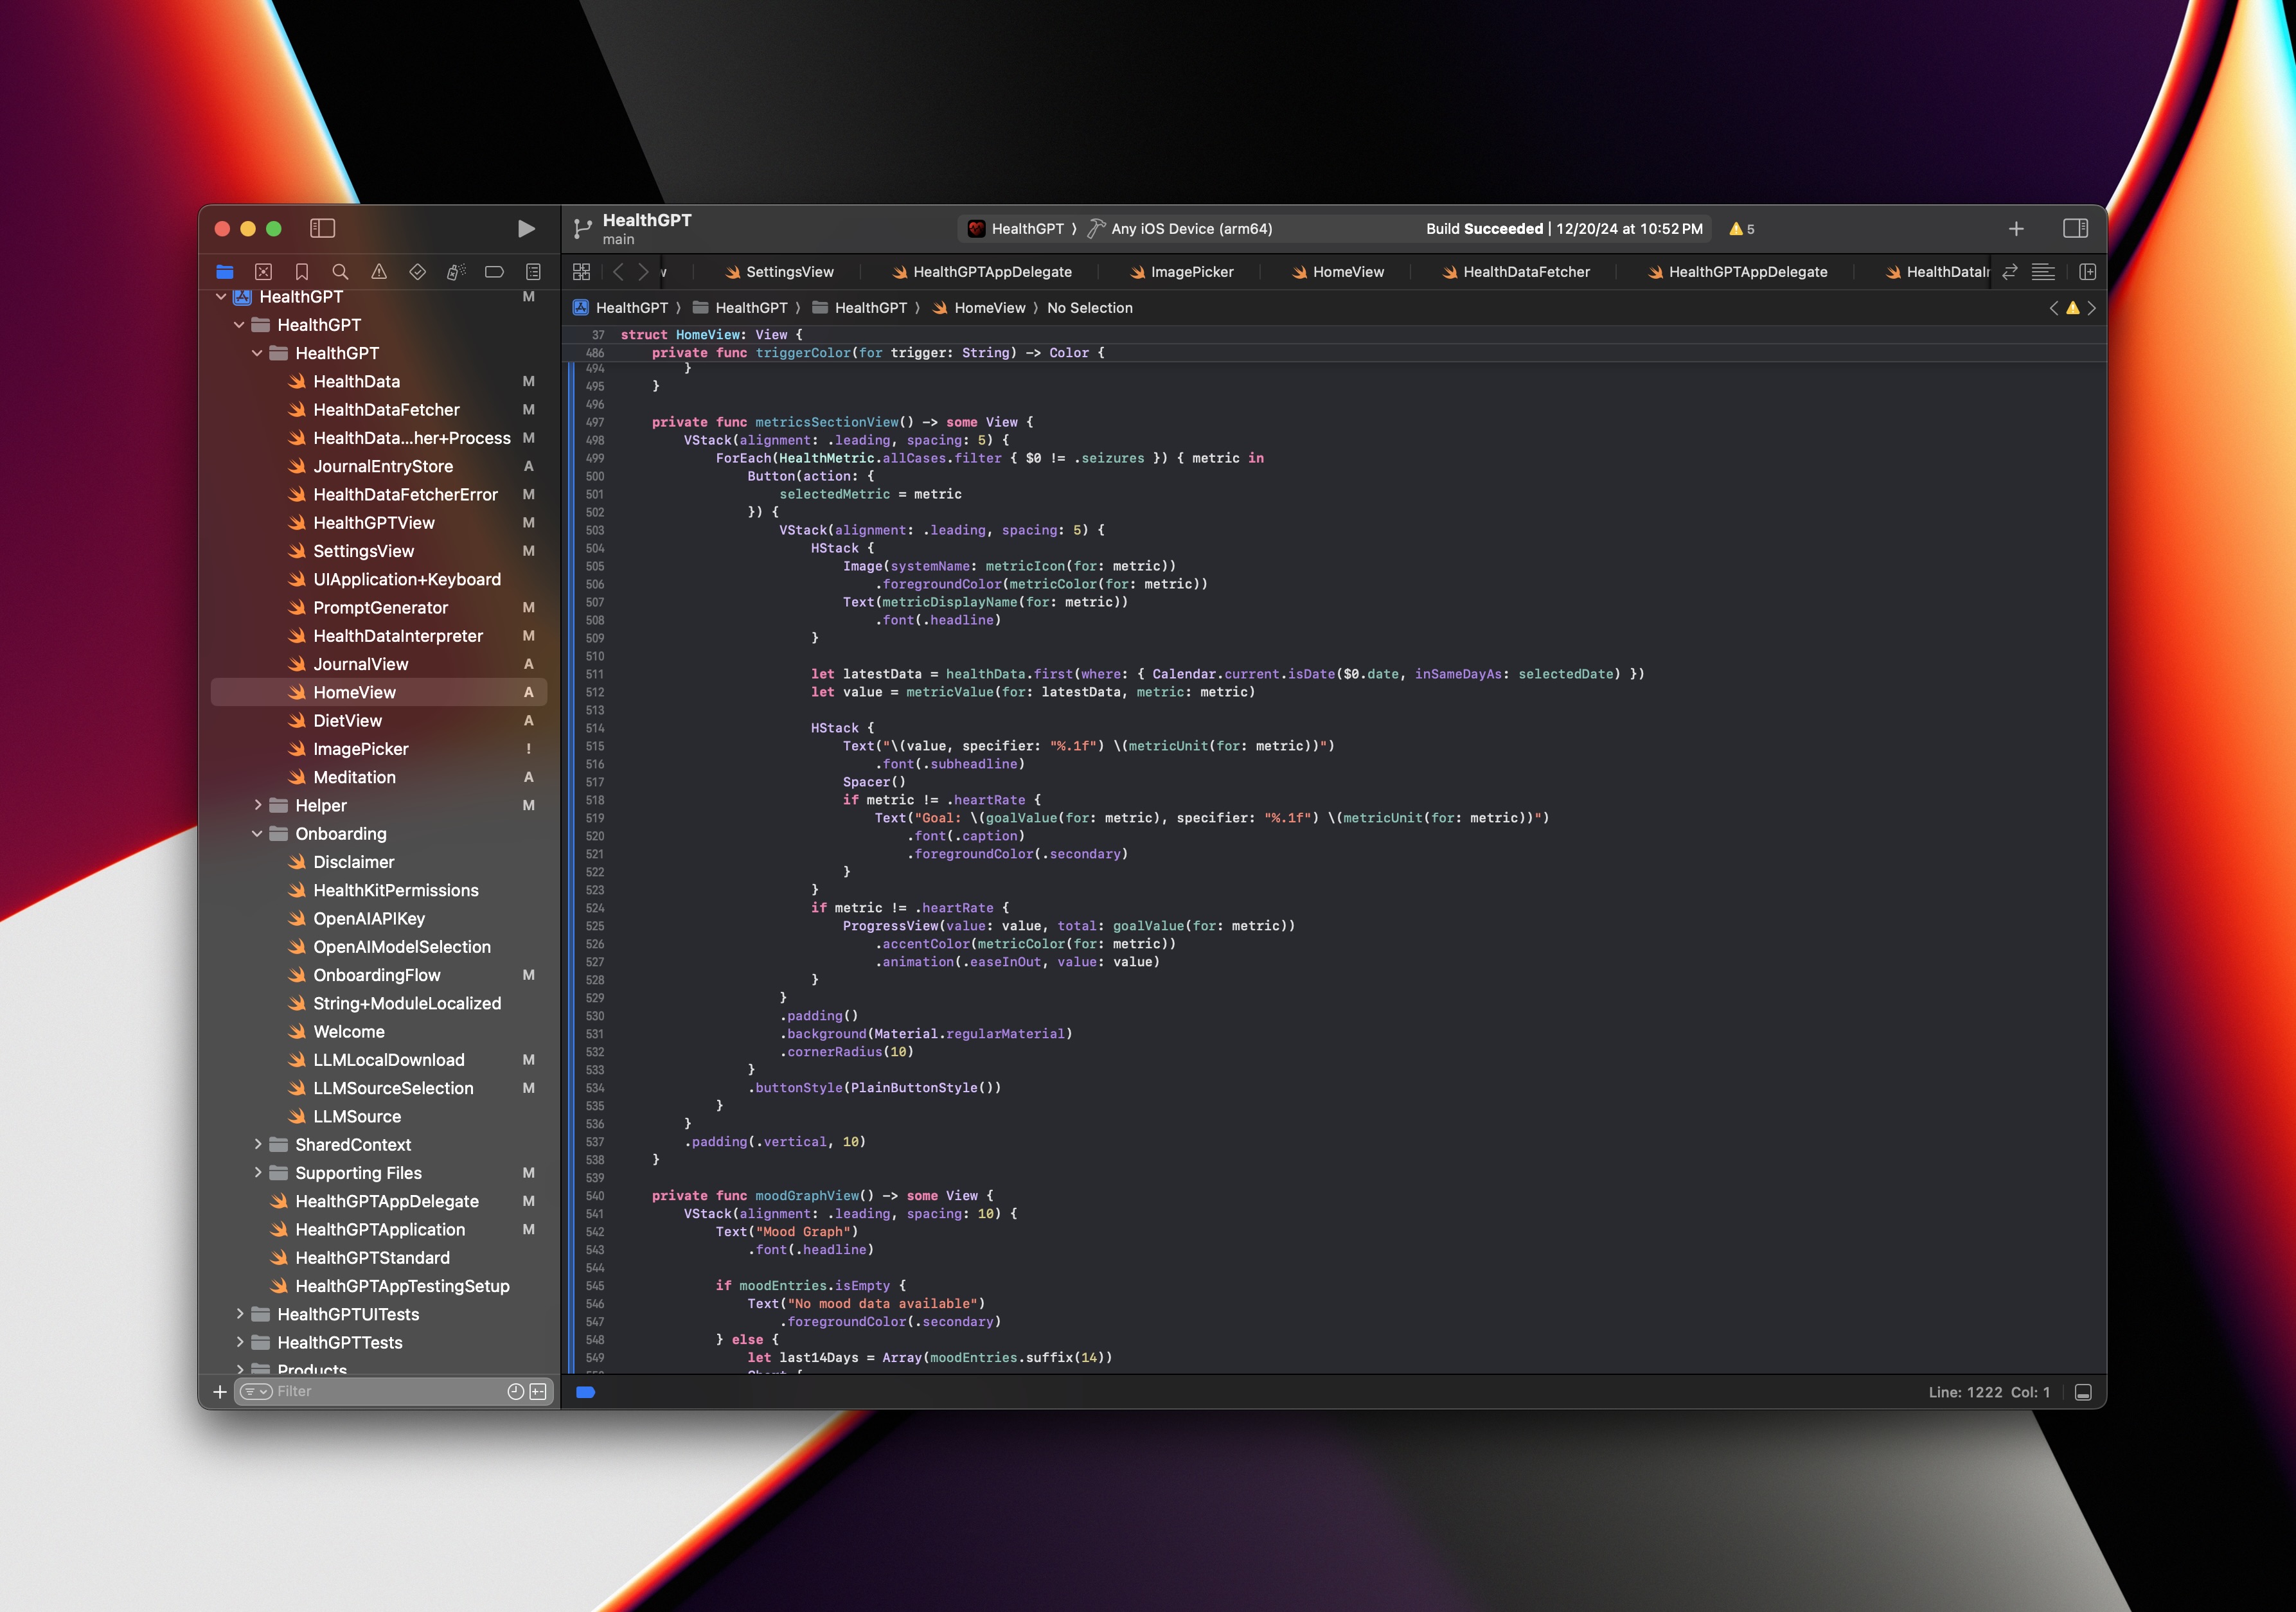 HealthGPT
main
HealthGPT
Any iOS Device (arm64)
Build Succeeded | 12/20/24 at 10:52 PM
5
SettingsView
HealthGPTAppDelegate
ImagePicker
HomeView
HealthDataFetcher
HealthGPTAppDelegate
HealthDataIr
HealthGPT
HealthGPT
HealthGPT
HomeView
No Selection
HealthGPT M
HealthGPT
HealthGPT
HealthData M
HealthDataFetcher M
HealthData...her+Process M
JournalEntryStore A
HealthDataFetcherError M
HealthGPTView M
SettingsView M
UIApplication+Keyboard
PromptGenerator M
HealthDataInterpreter M
JournalView A
HomeView A
DietView A
ImagePicker !
Meditation A
Helper M
Onboarding
Disclaimer
HealthKitPermissions
OpenAIAPIKey
OpenAIModelSelection
OnboardingFlow M
String+ModuleLocalized
Welcome
LLMLocalDownload M
LLMSourceSelection M
LLMSource
SharedContext
Supporting Files M
HealthGPTAppDelegate M
HealthGPTApplication M
HealthGPTStandard
HealthGPTAppTestingSetup
HealthGPTUITests
HealthGPTTests
Products
Filter
37 struct HomeView: View {
486 private func triggerColor(for trigger: String) -> Color {
494 }
495 }
496
497 private func metricsSectionView() -> some View {
498 VStack(alignment: .leading, spacing: 5) {
499 ForEach(HealthMetric.allCases.filter { $0 != .seizures }) { metric in
500 Button(action: {
501 selectedMetric = metric
502 }) {
503 VStack(alignment: .leading, spacing: 5) {
504 HStack {
505 Image(systemName: metricIcon(for: metric))
506 .foregroundColor(metricColor(for: metric))
507 Text(metricDisplayName(for: metric))
508 .font(.headline)
509 }
510
511 let latestData = healthData.first(where: { Calendar.current.isDate($0.date, inSameDayAs: selectedDate) })
512 let value = metricValue(for: latestData, metric: metric)
513
514 HStack {
515 Text("\(value, specifier: "%.1f") \(metricUnit(for: metric))")
516 .font(.subheadline)
517 Spacer()
518 if metric != .heartRate {
519 Text("Goal: \(goalValue(for: metric), specifier: "%.1f") \(metricUnit(for: metric))")
520 .font(.caption)
521 .foregroundColor(.secondary)
522 }
523 }
524 if metric != .heartRate {
525 ProgressView(value: value, total: goalValue(for: metric))
526 .accentColor(metricColor(for: metric))
527 .animation(.easeInOut, value: value)
528 }
529 }
530 .padding()
531 .background(Material.regularMaterial)
532 .cornerRadius(10)
533 }
534 .buttonStyle(PlainButtonStyle())
535 }
536 }
537 .padding(.vertical, 10)
538 }
539
540 private func moodGraphView() -> some View {
541 VStack(alignment: .leading, spacing: 10) {
542 Text("Mood Graph")
543 .font(.headline)
544
545 if moodEntries.isEmpty {
546 Text("No mood data available")
547 .foregroundColor(.secondary)
548 } else {
549 let last14Days = Array(moodEntries.suffix(14))
Line: 1222 Col: 1